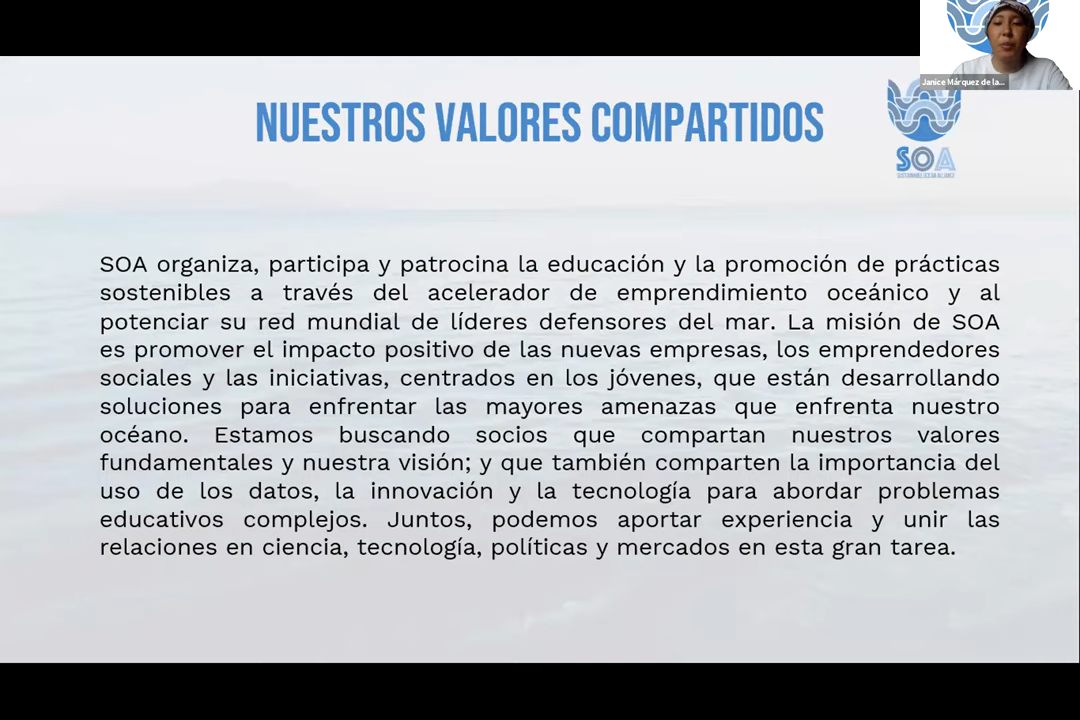 Janice Márquez de la...
NUESTROS VALORES COMPARTIDOS
SOA
SUSTAINABLE OCEAN ALLIANCE
SOA organiza, participa y patrocina la educación y la promoción de prácticas
sostenibles a través del acelerador de emprendimiento oceánico y al
potenciar su red mundial de líderes defensores del mar. La misión de SOA
es promover el impacto positivo de las nuevas empresas, los emprendedores
sociales y las iniciativas, centrados en los jóvenes, que están desarrollando
soluciones para enfrentar las mayores amenazas que enfrenta nuestro
océano. Estamos buscando socios que compartan nuestros valores
fundamentales y nuestra visión; y que también comparten la importancia del
uso de los datos, la innovación y la tecnología para abordar problemas
educativos complejos. Juntos, podemos aportar experiencia y unir las
relaciones en ciencia, tecnología, políticas y mercados en esta gran tarea.